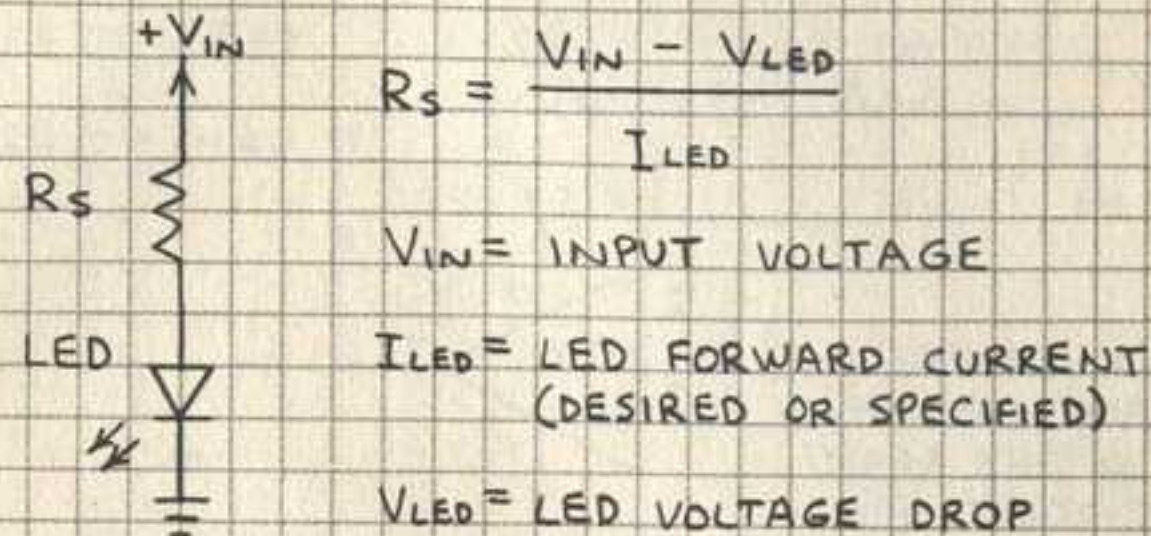 +VIN
RS = VIN - VLED
ILED
RS
VIN = INPUT VOLTAGE
LED
ILED = LED FORWARD CURRENT
(DESIRED OR SPECIFIED)
VLED = LED VOLTAGE DROP